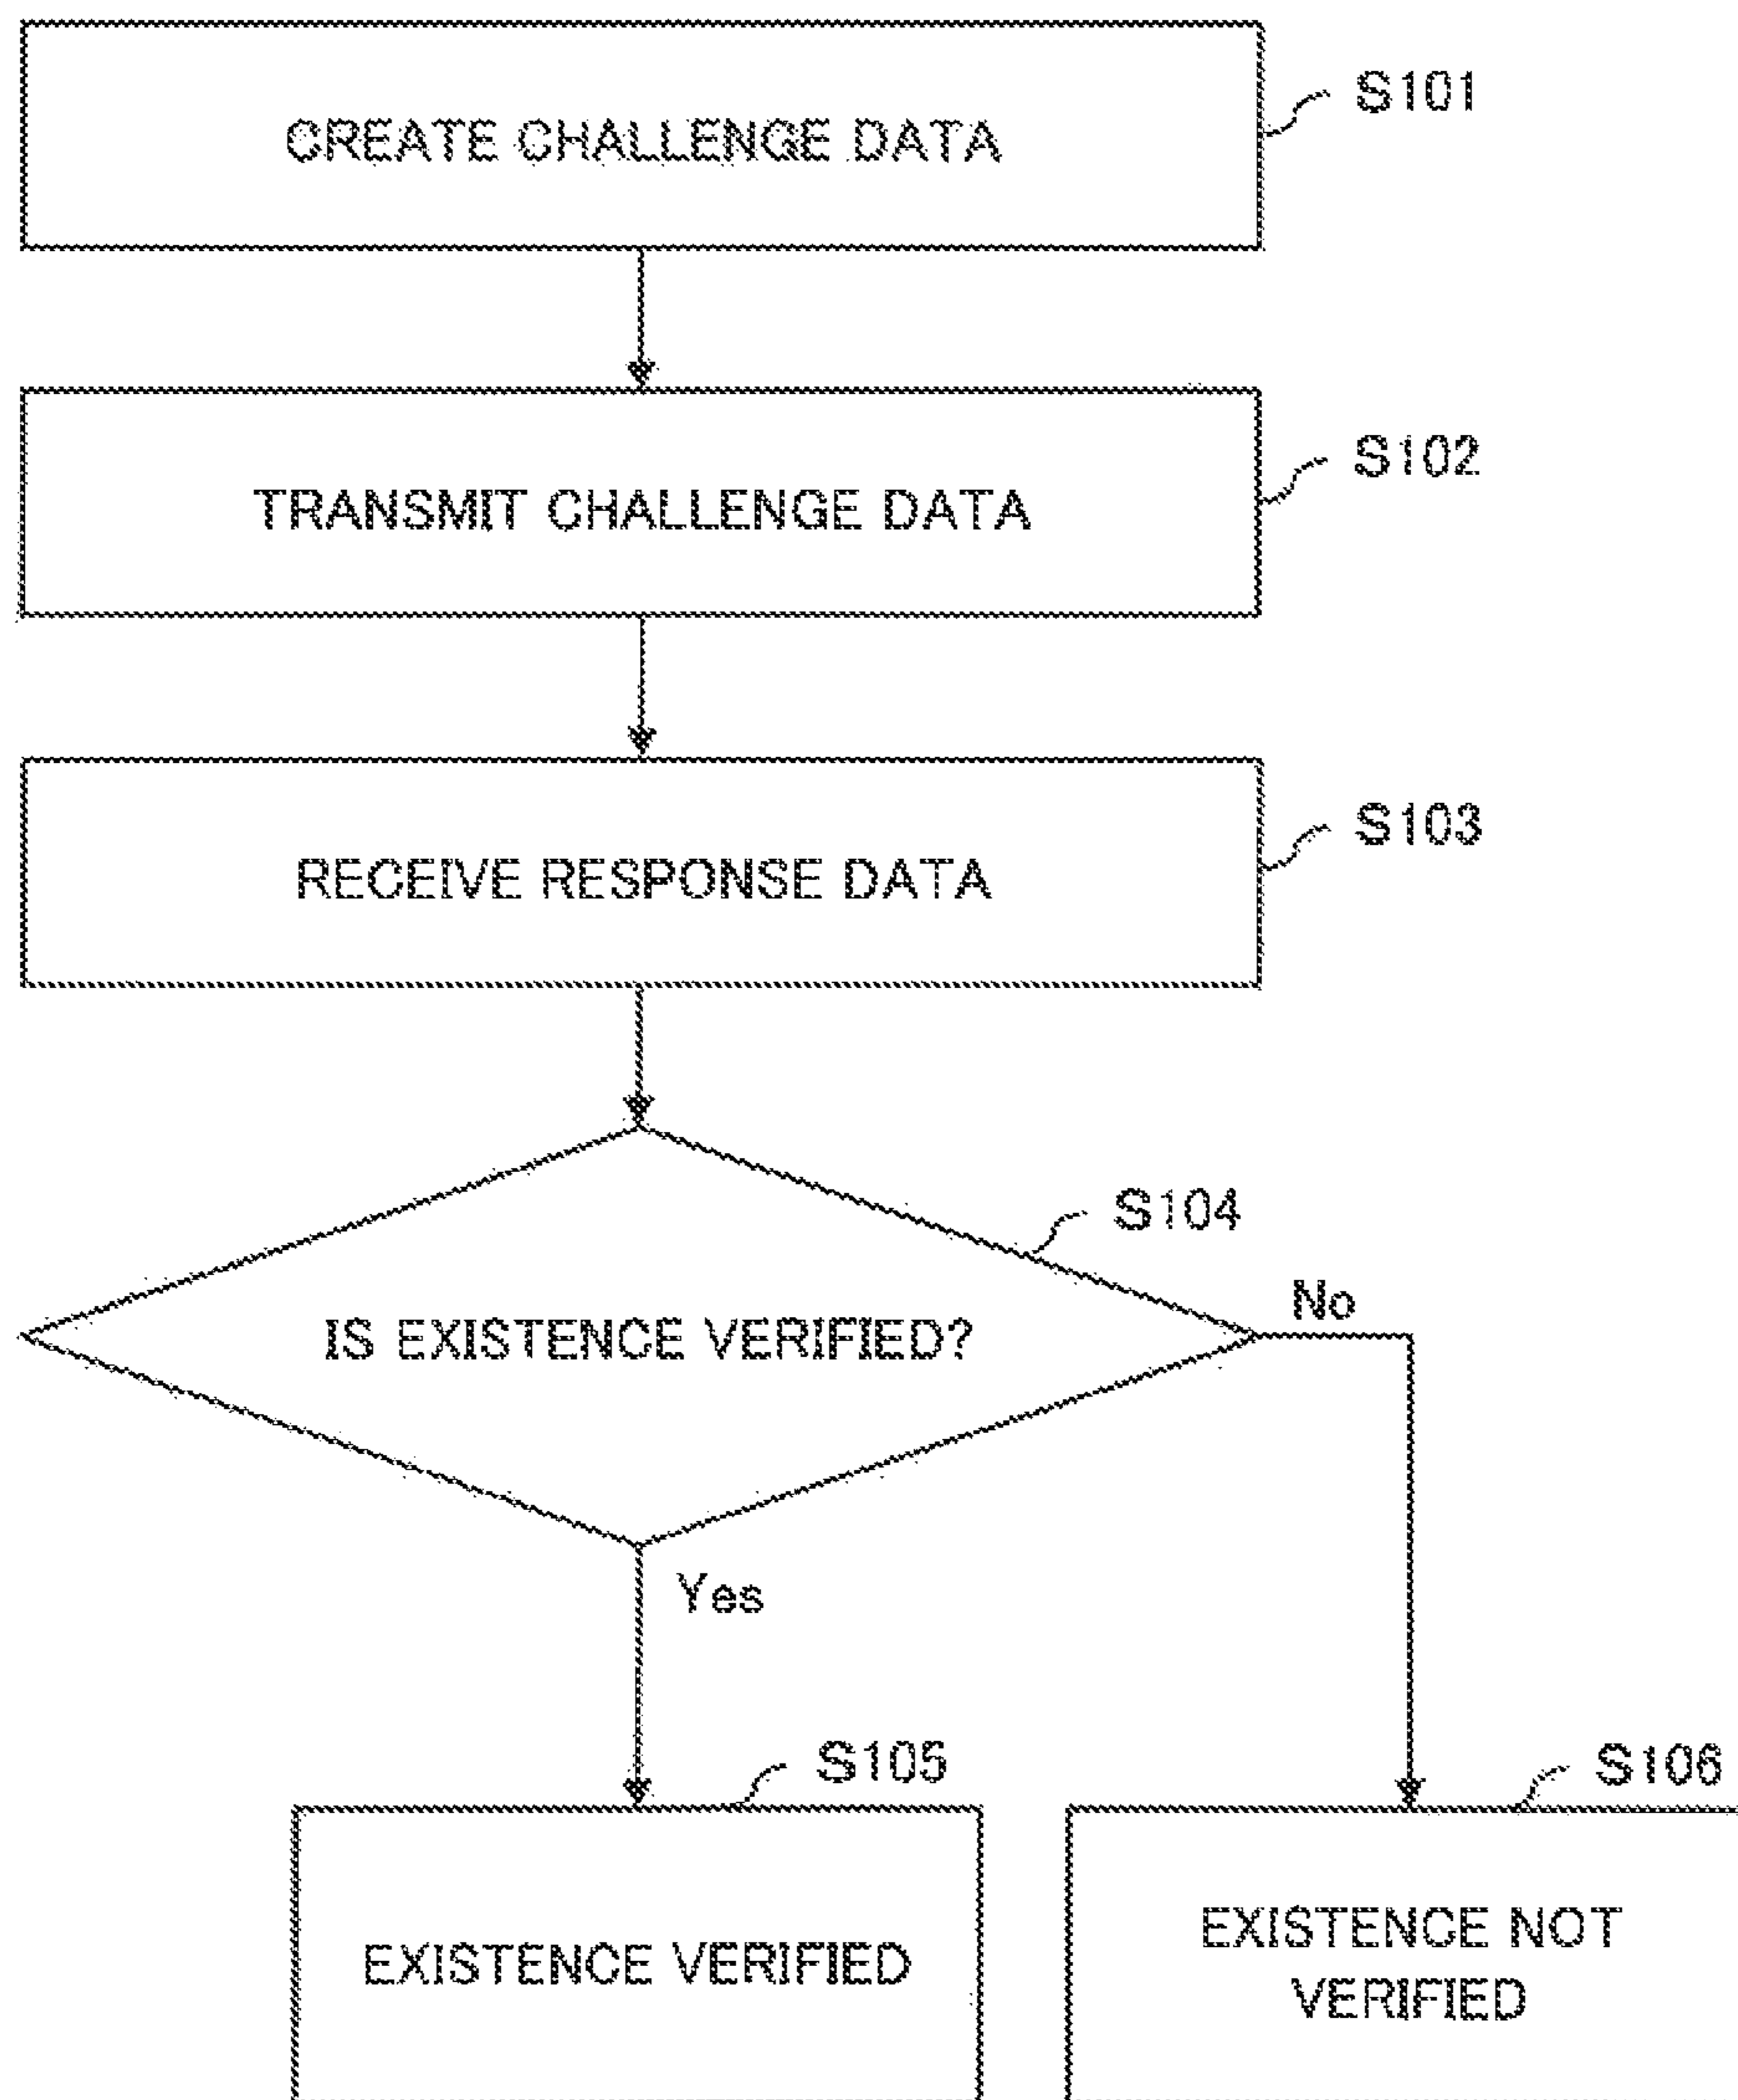 CREATE CHALLENGE DATA
S101
TRANSMIT CHALLENGE DATA
S102
RECEIVE RESPONSE DATA
S103
S104
IS EXISTENCE VERIFIED?
No
Yes
S105
S106
EXISTENCE VERIFIED
EXISTENCE NOT
VERIFIED